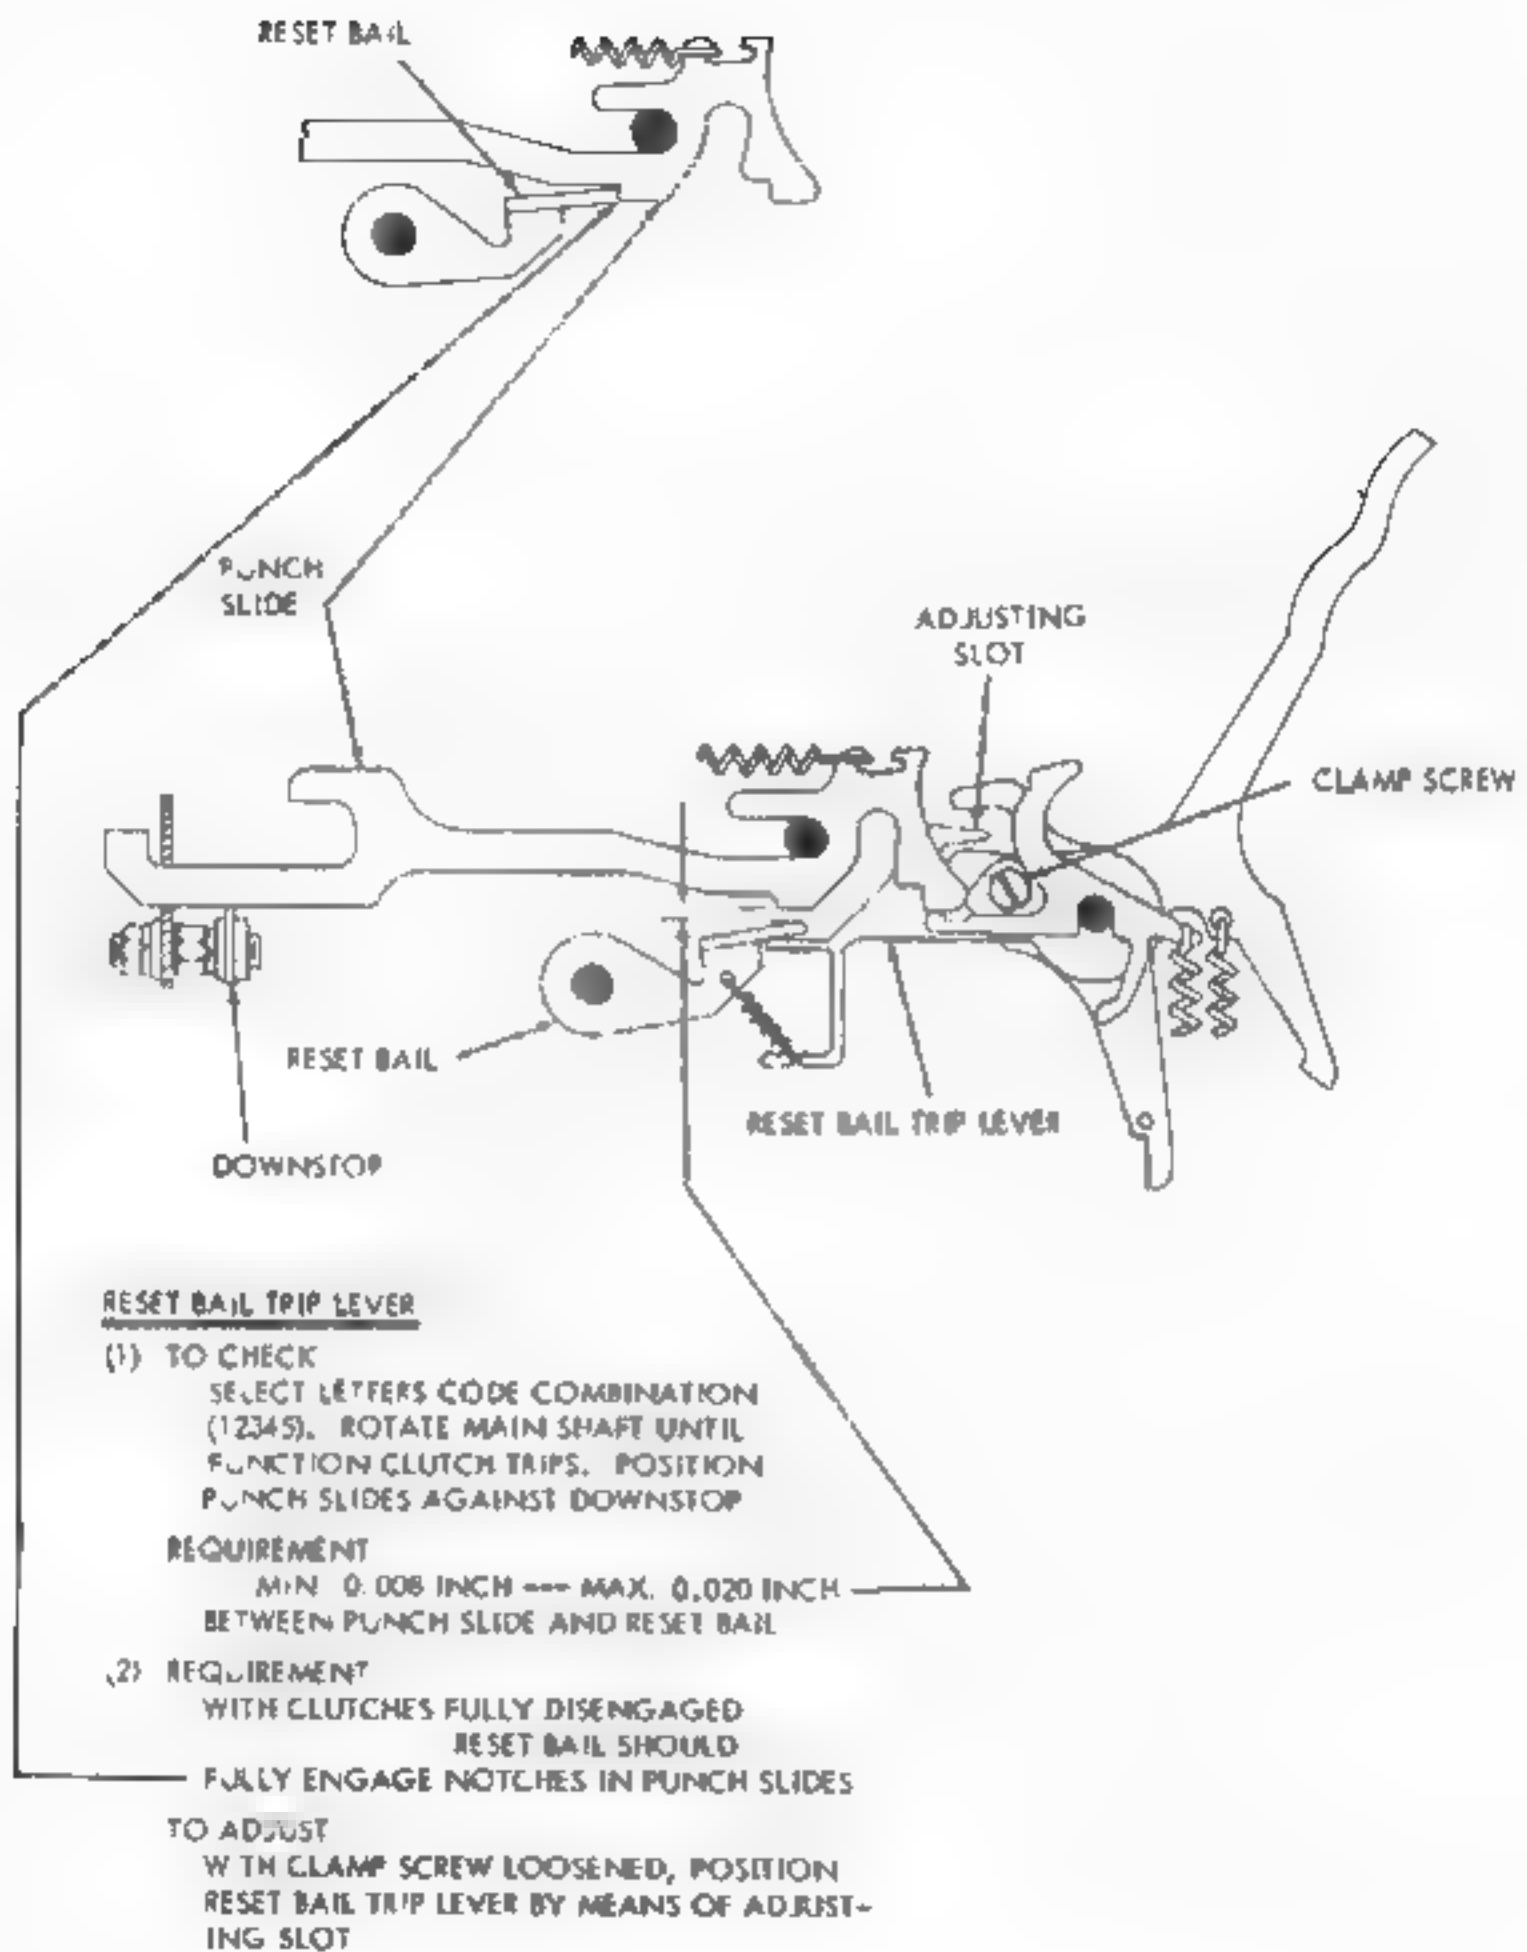 RESET BAIL
PUNCH
SLIDE
ADJUSTING
SLOT
CLAMP SCREW
RESET BAIL
RESET BAIL TRIP LEVER
DOWNSTOP
RESET BAIL TRIP LEVER
(1) TO CHECK
SELECT LETTERS CODE COMBINATION
(12345). ROTATE MAIN SHAFT UNTIL
FUNCTION CLUTCH TRIPS. POSITION
PUNCH SLIDES AGAINST DOWNSTOP
REQUIREMENT
MIN 0.008 INCH --- MAX. 0.020 INCH
BETWEEN PUNCH SLIDE AND RESET BAIL
(2) REQUIREMENT
WITH CLUTCHES FULLY DISENGAGED
RESET BAIL SHOULD
FULLY ENGAGE NOTCHES IN PUNCH SLIDES
TO ADJUST
WITH CLAMP SCREW LOOSENED, POSITION
RESET BAIL TRIP LEVER BY MEANS OF ADJUST-
ING SLOT